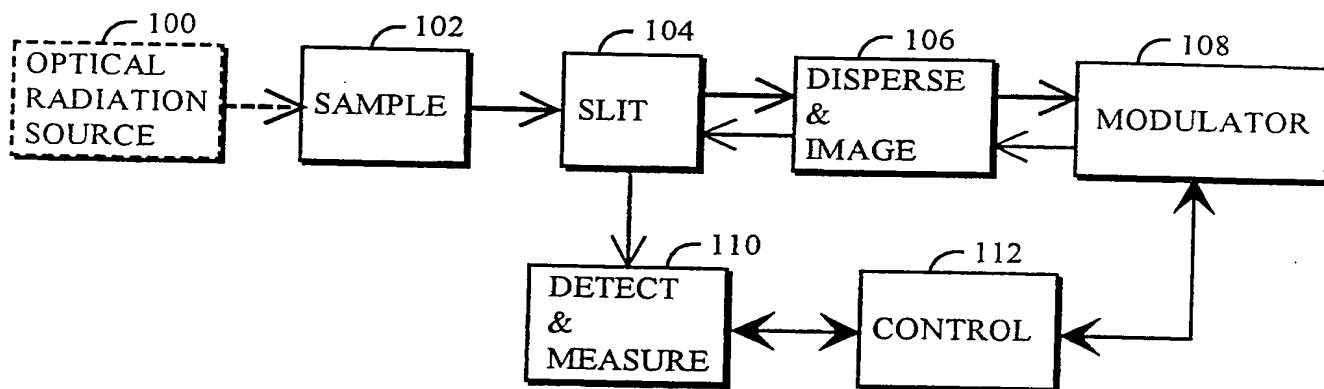 100
OPTICAL
RADIATION
SOURCE
102
SAMPLE
104
SLIT
106
DISPERSE
&
IMAGE
108
MODULATOR
110
DETECT
&
MEASURE
112
CONTROL